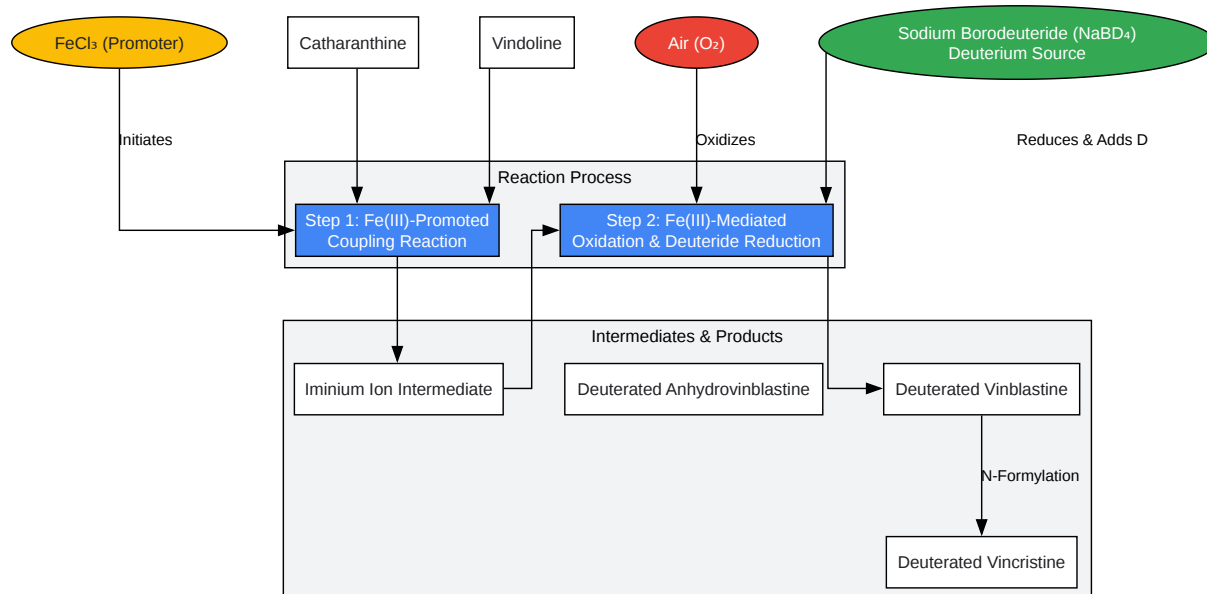 FeCl₃ (Promoter)
Catharanthine
Vindoline
Air (O₂)
Sodium Borodeuteride (NaBD₄)
Deuterium Source
Initiates
Oxidizes
Reduces & Adds D
Reaction Process
Step 1: Fe(III)-Promoted
Coupling Reaction
Step 2: Fe(III)-Mediated
Oxidation & Deuteride Reduction
Intermediates & Products
Iminium Ion Intermediate
Deuterated Anhydrovinblastine
Deuterated Vinblastine
N-Formylation
Deuterated Vincristine